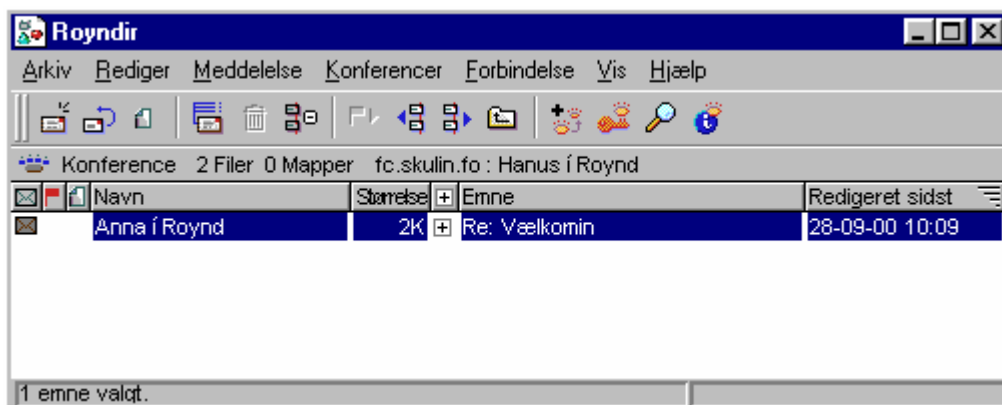 Royndir
Arkiv Rediger Meddelelse Konferencer Forbindelse Vis Hjælp
Konference 2 Filer 0 Mapper fc.skulin.fo : Hanus í Roynd
Navn Størrelse Emne Redigeret sidst
Anna í Roynd 2K Re: Vælkomin 28-09-00 10:09
1 emne valgt.